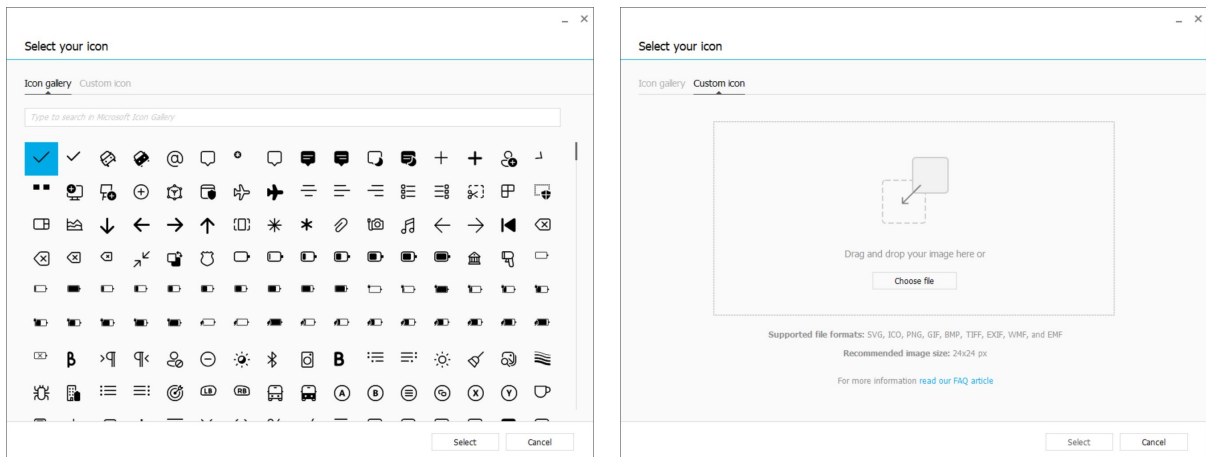 Select your icon
Icon gallery Custom icon
Type to search in Microsoft Icon Gallery
Select Cancel
Select your icon
Icon gallery Custom icon
Drag and drop your image here or
Choose file
Supported file formats: SVG, ICO, PNG, GIF, BMP, TIFF, EXIF, WMF, and EMF
Recommended image size: 24x24 px
For more information read our FAQ article
Select Cancel